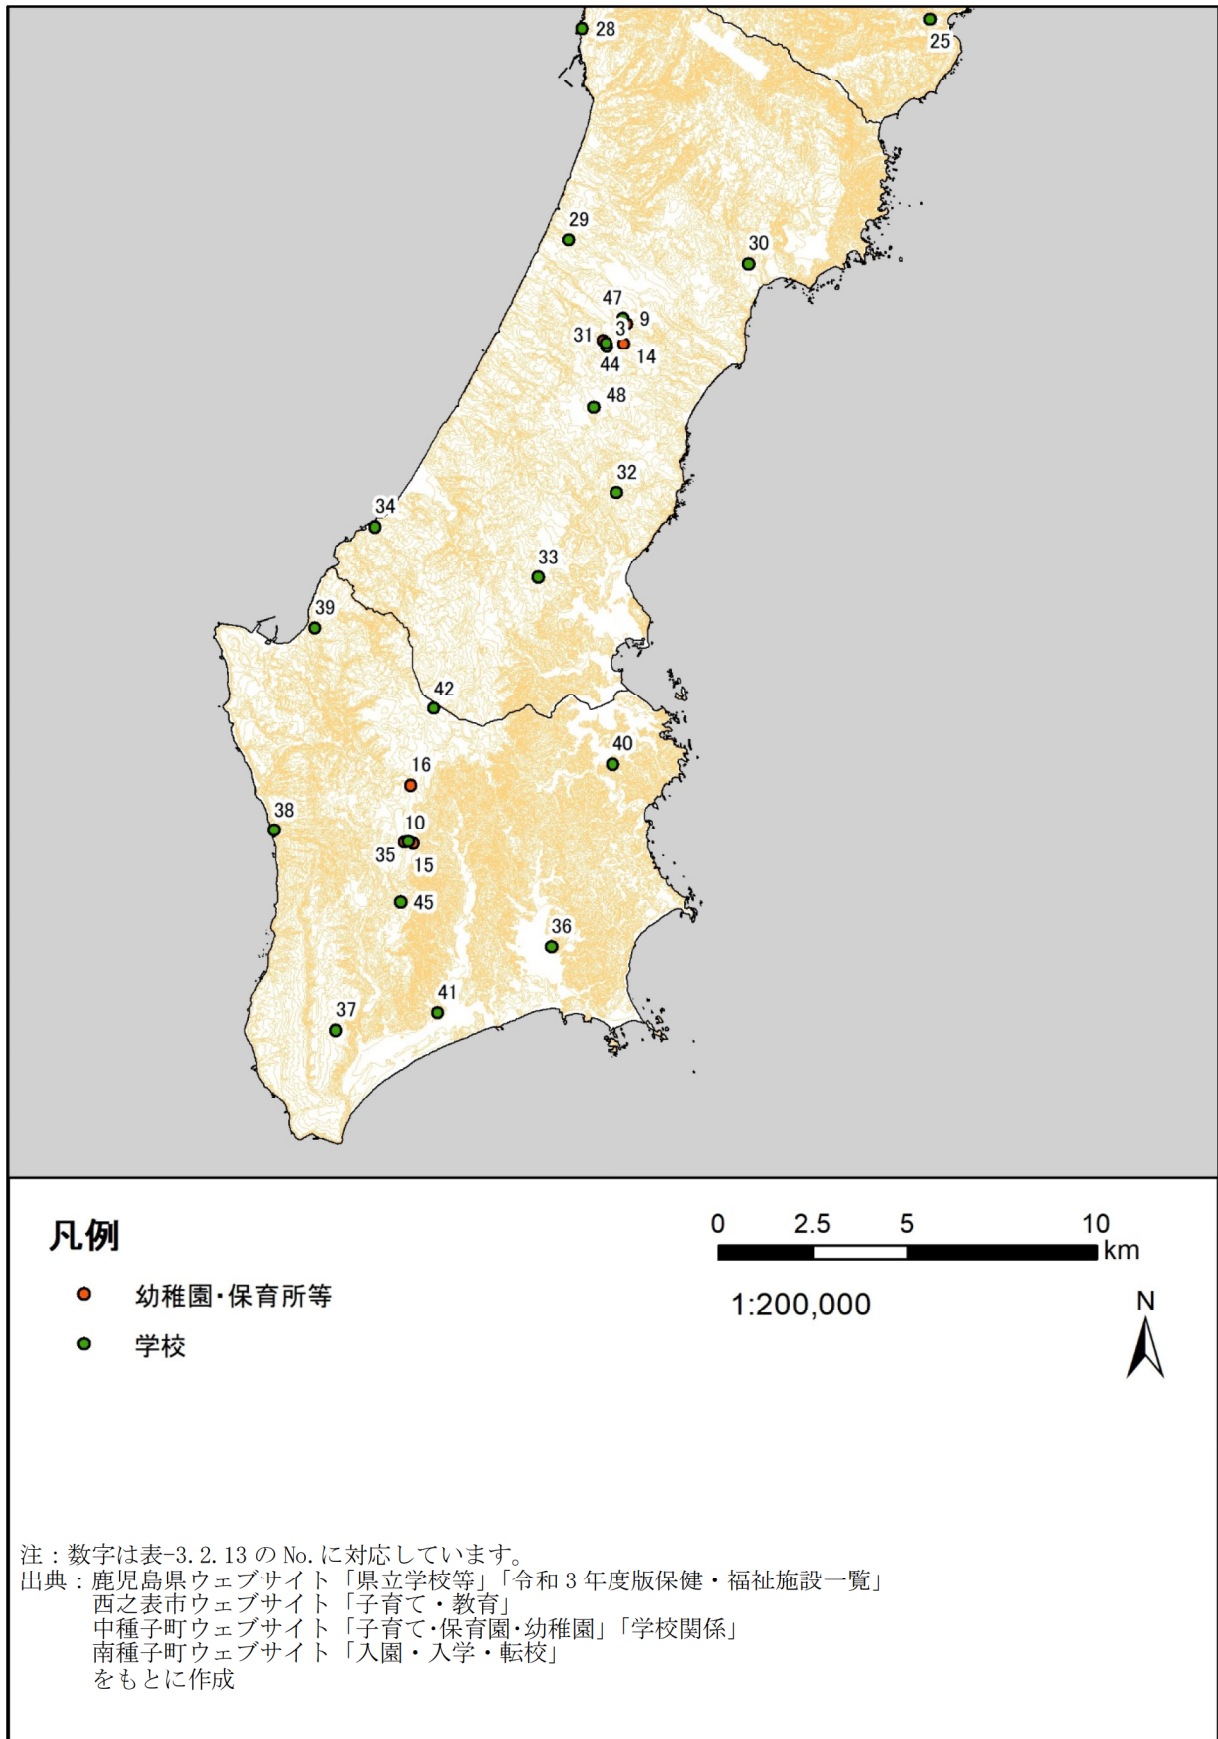 28
25
29
30
47
9
3
31
14
44
48
32
34
33
39
42
40
16
38
10
35
15
45
36
41
37
凡例
幼稚園・保育所等
学校
0 2.5 5 10
km
1:200,000
N
注：数字は表-3.2.13 の No.に対応しています。
出典：鹿児島県ウェブサイト「県立学校等」「令和 3 年度版保健・福祉施設一覧」
西之表市ウェブサイト「子育て・教育」
中種子町ウェブサイト「子育て・保育園・幼稚園」「学校関係」
南種子町ウェブサイト「入園・入学・転校」
をもとに作成